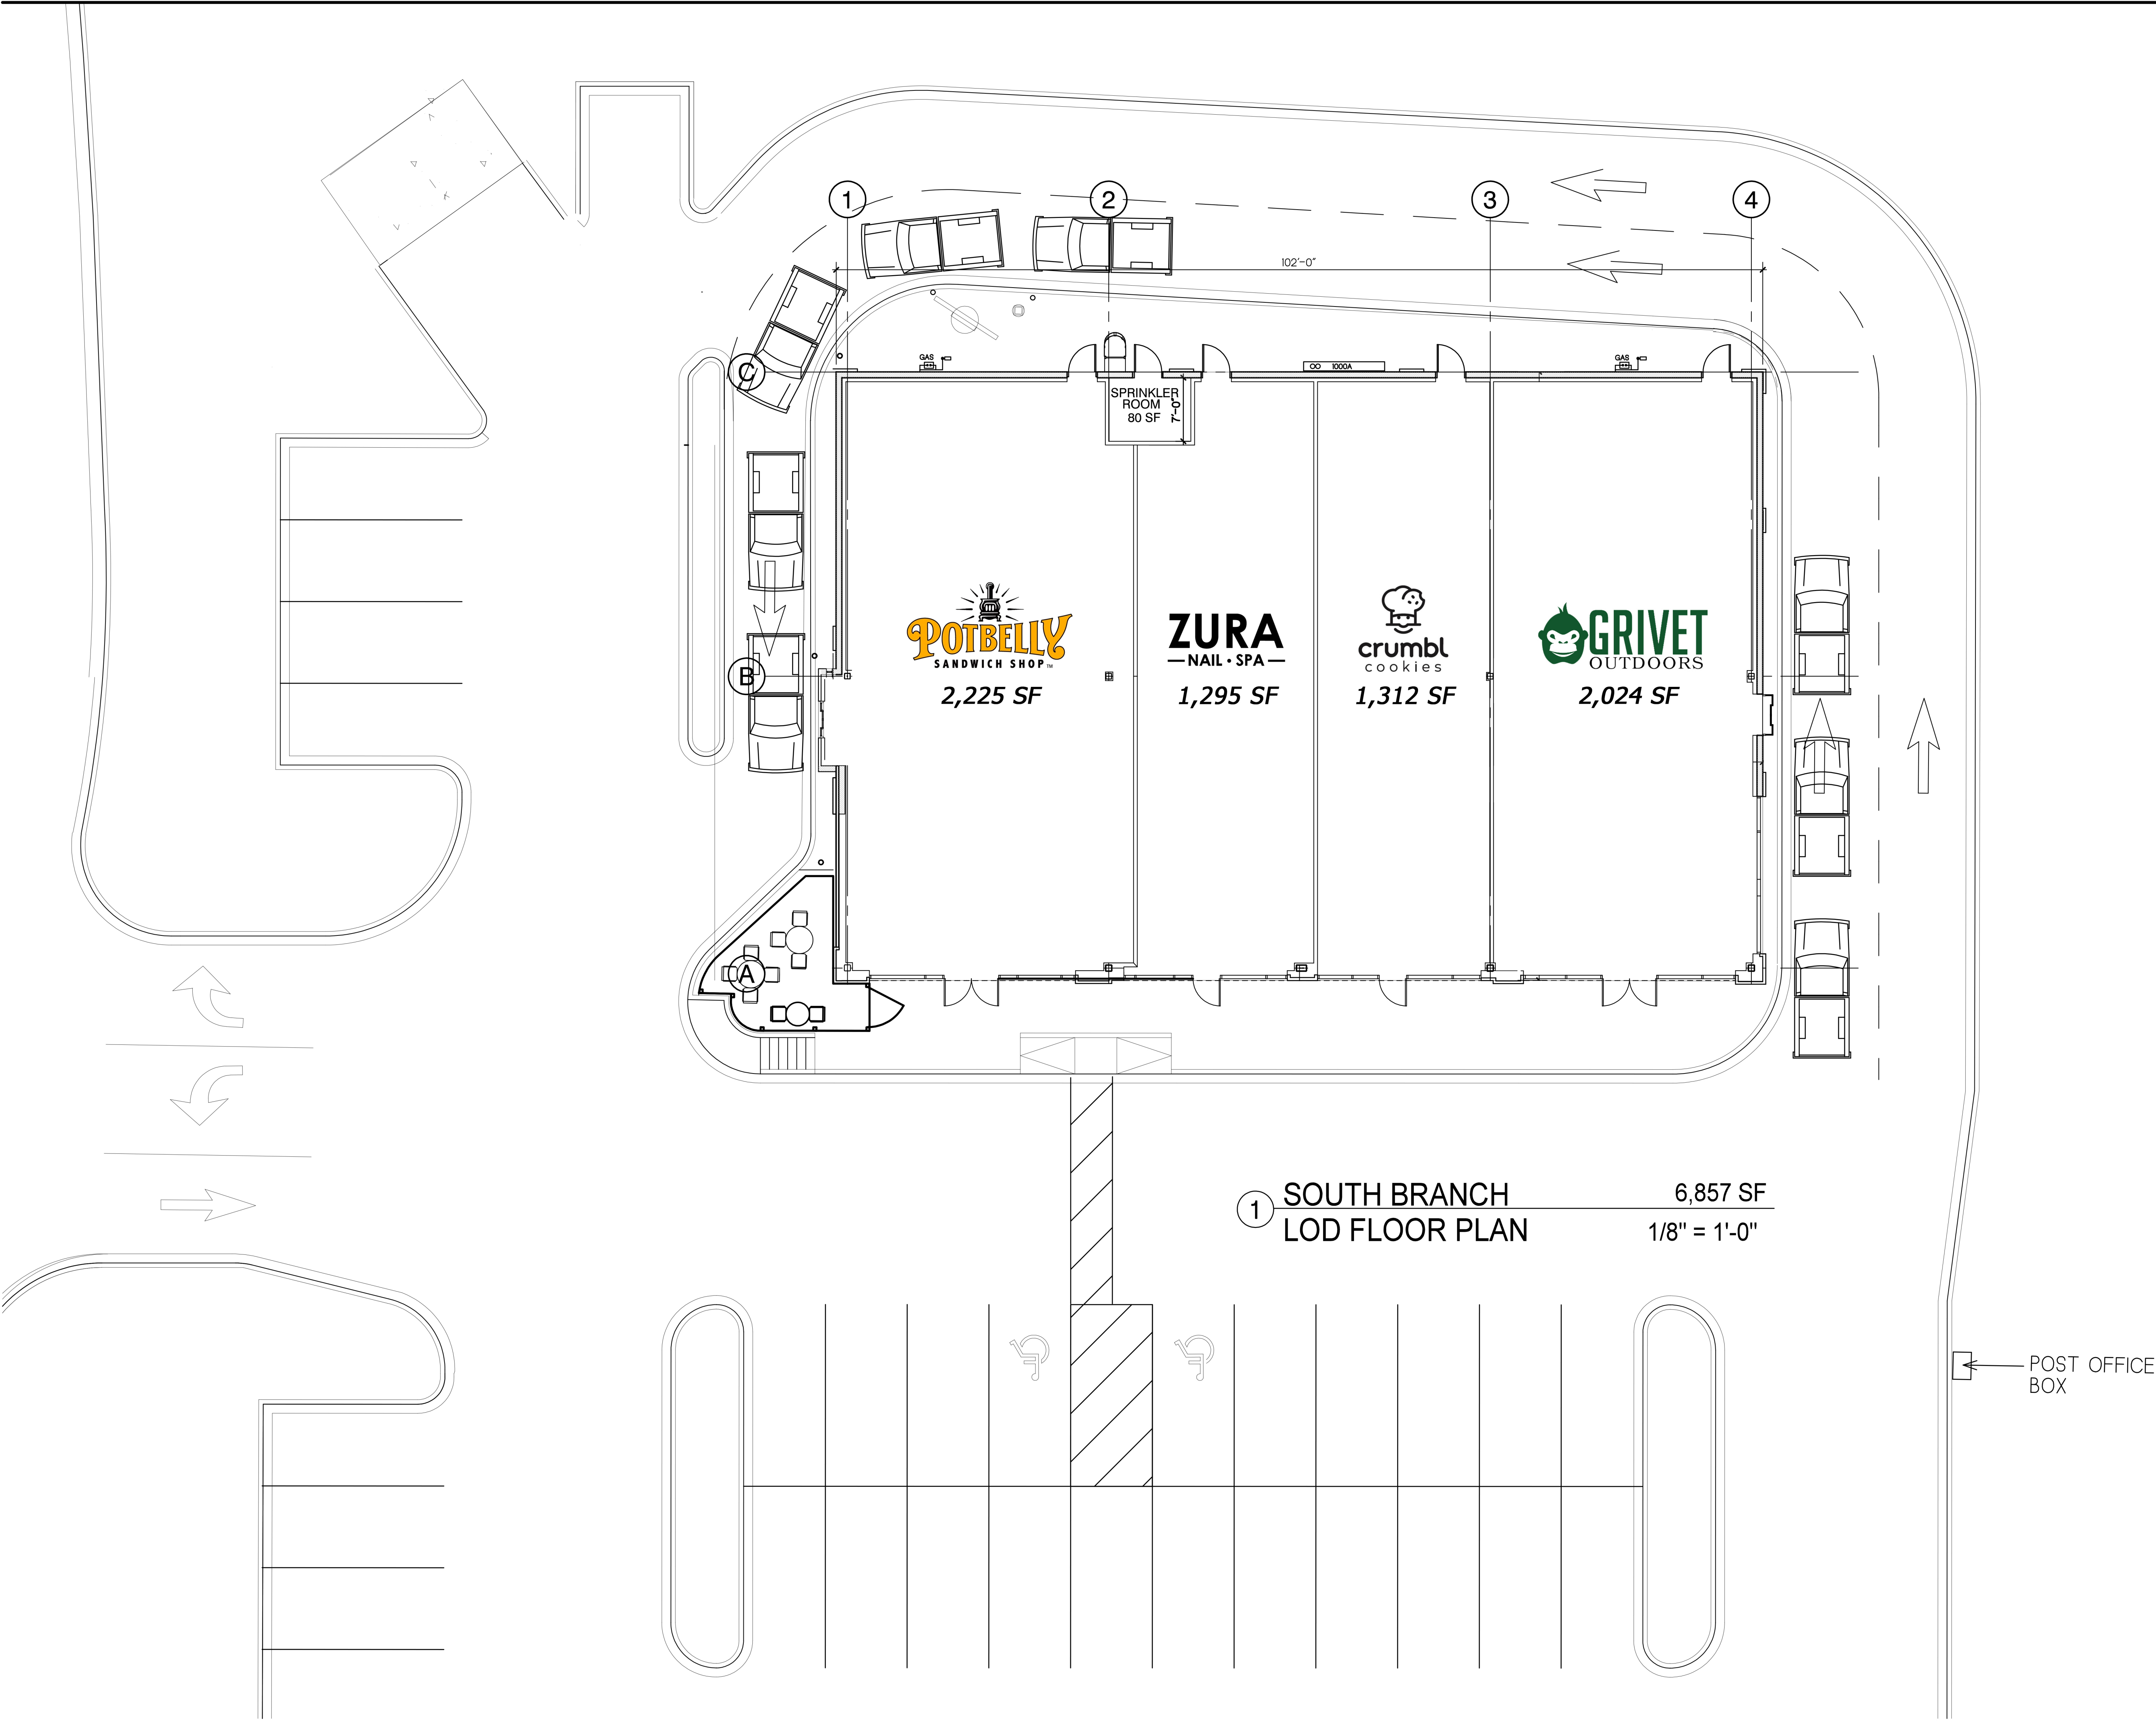 1
2
3
4
102'-0"
C
GAS
1000A
GAS
SPRINKLER
ROOM
80 SF
7'-0"
POTBELLY
SANDWICH SHOP™
2,225 SF
ZURA
NAIL • SPA
1,295 SF
crumbl
cookies
1,312 SF
GRIVET
OUTDOORS
2,024 SF
B
A
1
SOUTH BRANCH
6,857 SF
LOD FLOOR PLAN
1/8" = 1'-0"
POST OFFICE
BOX